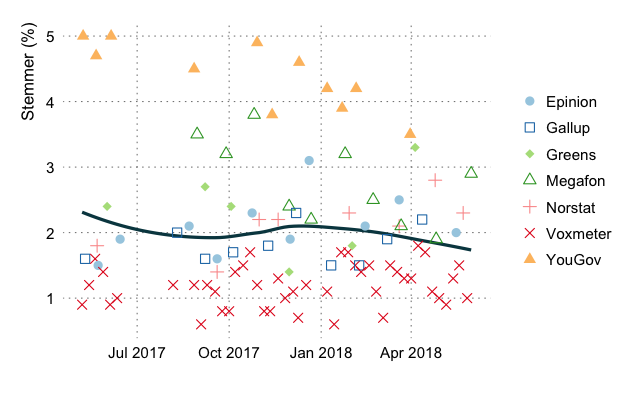 Stemmer (%)
5
4
3
2
1
Jul 2017
Oct 2017
Jan 2018
Apr 2018
Epinion
Gallup
Greens
Megafon
Norstat
Voxmeter
YouGov